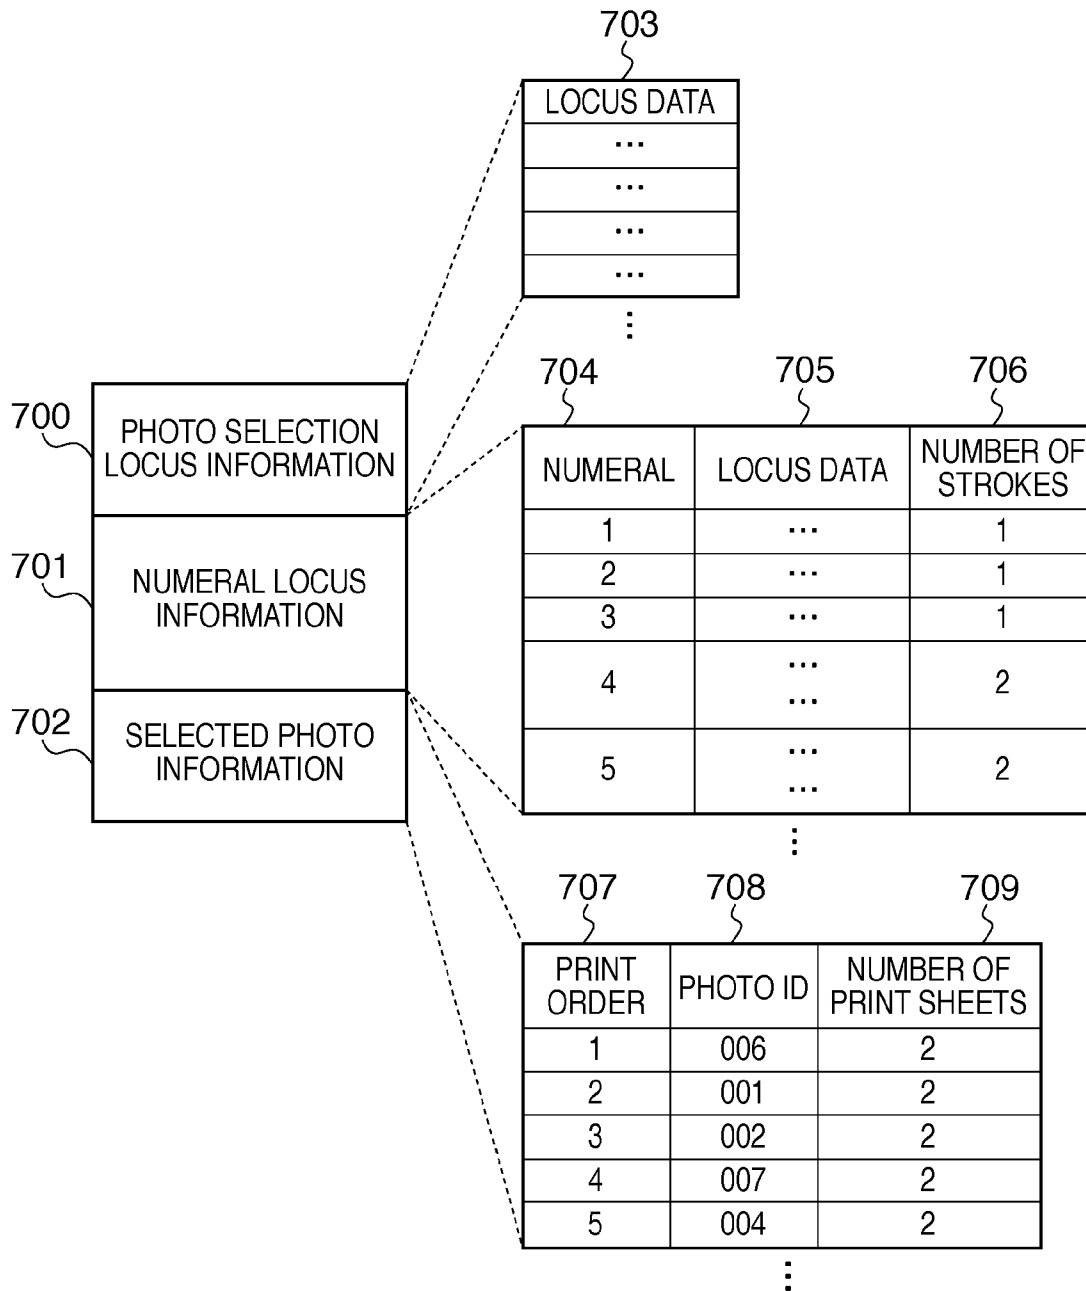 703
LOCUS DATA
...
...
...
...
700
PHOTO SELECTION
LOCUS INFORMATION
701
NUMERAL LOCUS
INFORMATION
702
SELECTED PHOTO
INFORMATION
704 705 706
NUMERAL LOCUS DATA NUMBER OF
STROKES
1 ... 1
2 ... 1
3 ... 1
4 ... 2
...
5 ... 2
...
707 708 709
PRINT
ORDER PHOTO ID NUMBER OF
PRINT SHEETS
1 006 2
2 001 2
3 002 2
4 007 2
5 004 2